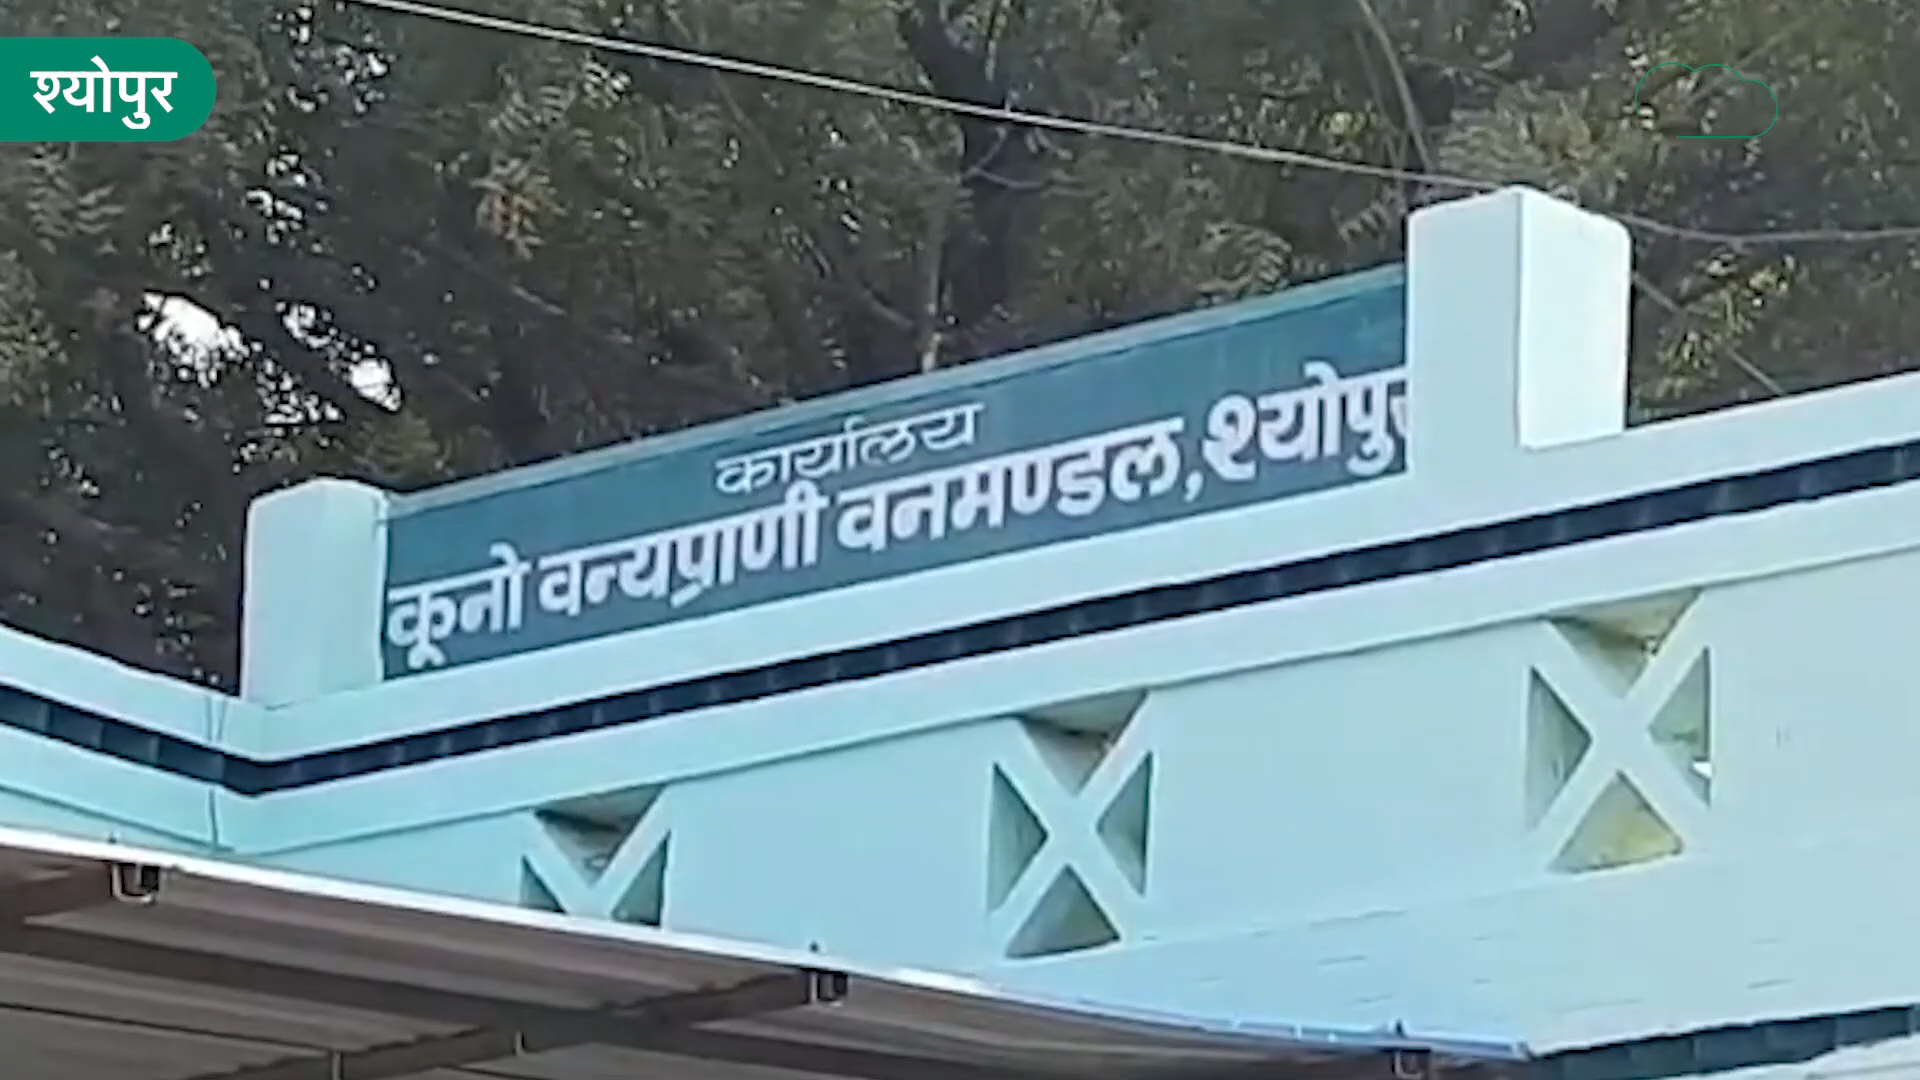 श्योपुर
कार्यालय
कूनो वन्यप्राणी वनमण्डल, श्योपुर